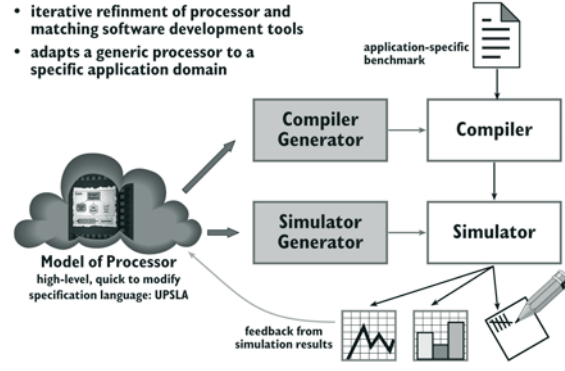 • iterative refinment of processor and
matching software development tools
• adapts a generic processor to a
specific application domain
application-specific
benchmark
Compiler
Generator
Compiler
Simulator
Generator
Simulator
Model of Processor
high-level, quick to modify
specification language: UPSLA
feedback from
simulation results